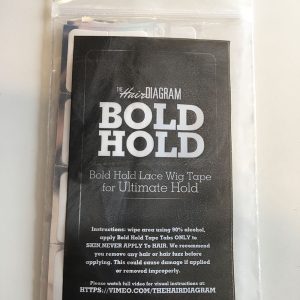 THE Hair DIAGRAM
BOLD
HOLD
Bold Hold Lace Wig Tape
for Ultimate Hold
Instructions: wipe area using 90% alcohol,
apply Bold Hold Tape Tabs ONLY to
SKIN.NEVER APPLY To HAIR. We recommend
you remove any hair or hair fuzz before
applying. This could cause damage if applied
or removed improperly.
Please watch full video for visual instructions at:
HTTPS://VIMEO.COM/THEHAIRDIAGRAM